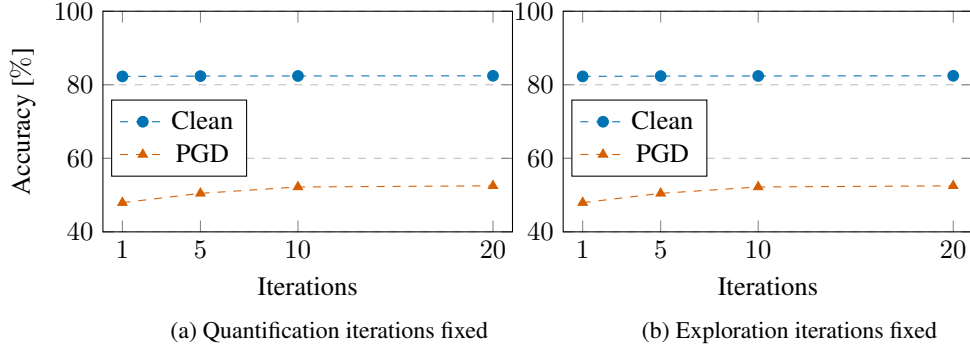 100
80
60
40
Accuracy [%]
Clean
PGD
1 5 10 20
Iterations
(a) Quantification iterations fixed
100
80
60
40
Clean
PGD
1 5 10 20
Iterations
(b) Exploration iterations fixed